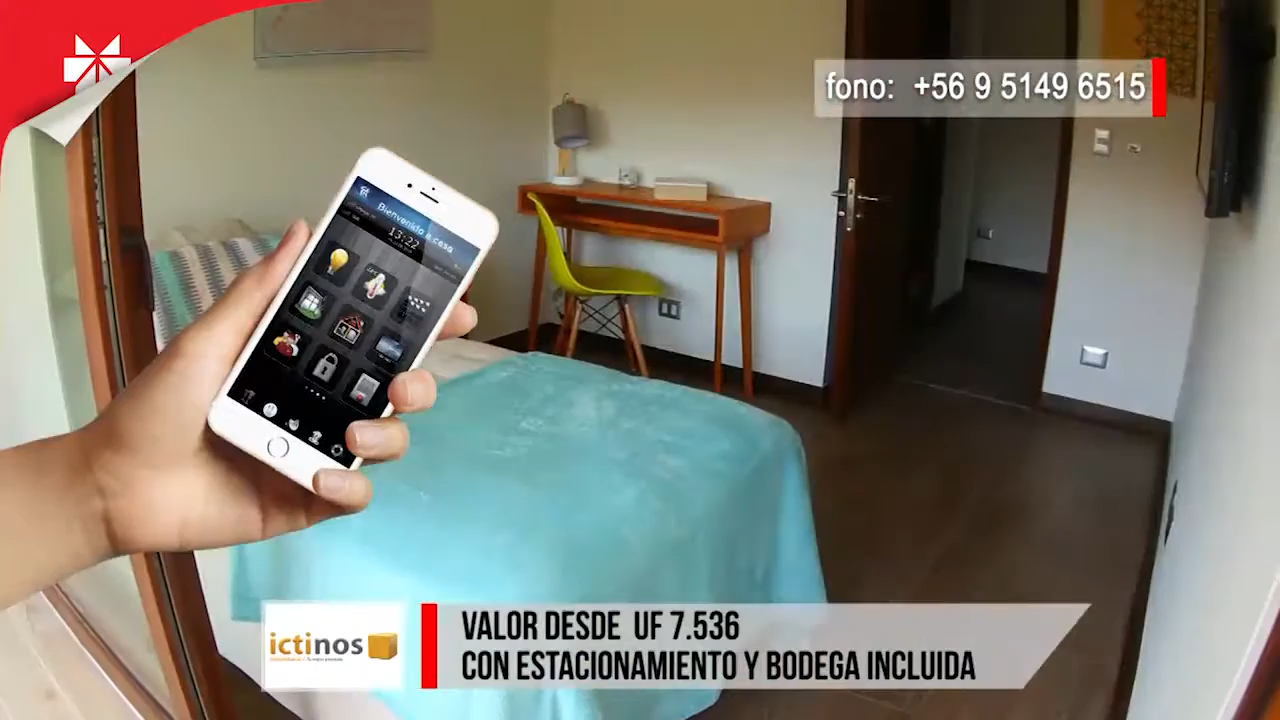 fono: +56 9 5149 6515
Bienvenido a casa
13:22
ictinos
VALOR DESDE UF 7.536
CON ESTACIONAMIENTO Y BODEGA INCLUIDA